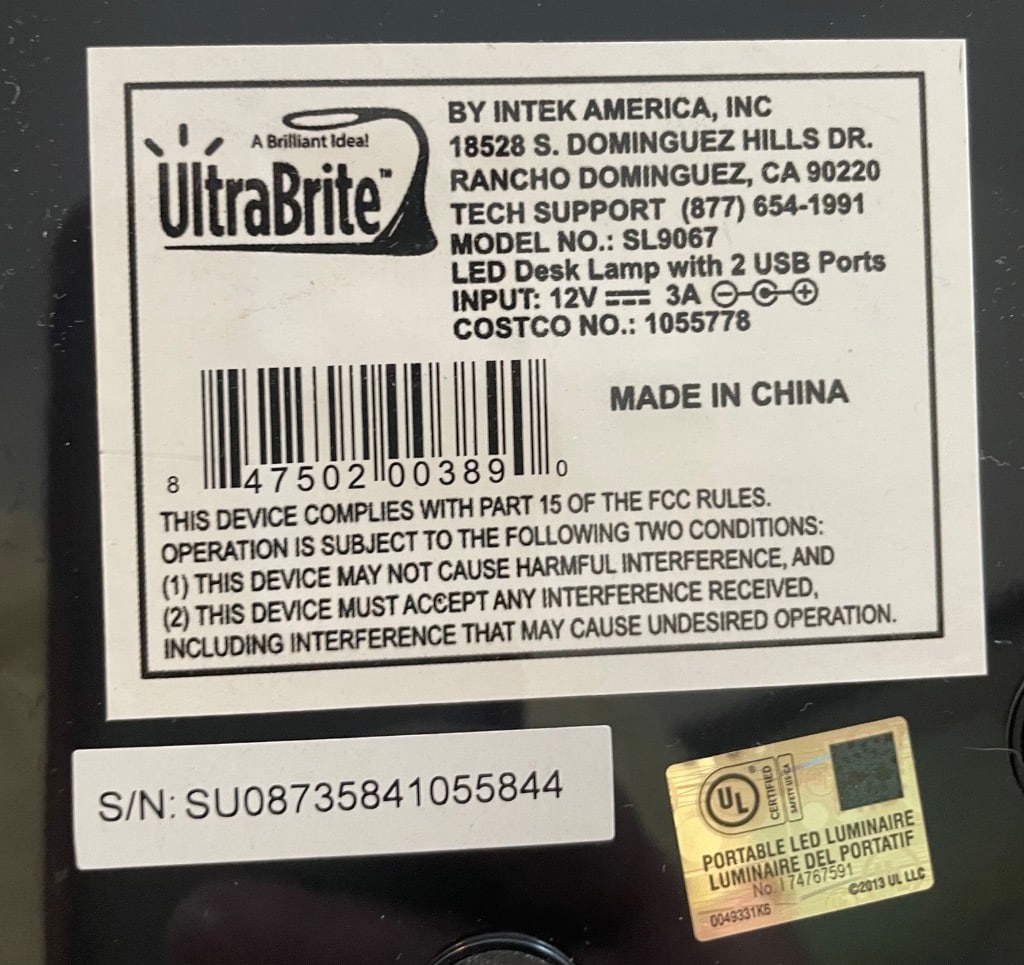 A Brilliant Idea!
UltraBrite™
BY INTEK AMERICA, INC
18528 S. DOMINGUEZ HILLS DR.
RANCHO DOMINGUEZ, CA 90220
TECH SUPPORT (877) 654-1991
MODEL NO.: SL9067
LED Desk Lamp with 2 USB Ports
INPUT: 12V ⎓ 3A
COSTCO NO.: 1055778
8 47502 00389 0
MADE IN CHINA
THIS DEVICE COMPLIES WITH PART 15 OF THE FCC RULES.
OPERATION IS SUBJECT TO THE FOLLOWING TWO CONDITIONS:
(1) THIS DEVICE MAY NOT CAUSE HARMFUL INTERFERENCE, AND
(2) THIS DEVICE MUST ACCEPT ANY INTERFERENCE RECEIVED,
INCLUDING INTERFERENCE THAT MAY CAUSE UNDESIRED OPERATION.
S/N: SU08735841055844
UL®
CERTIFIED
SAFETY US CA
PORTABLE LED LUMINAIRE
LUMINAIRE DEL PORTATIF
No. 174767591
©2013 UL LLC
0049331K6